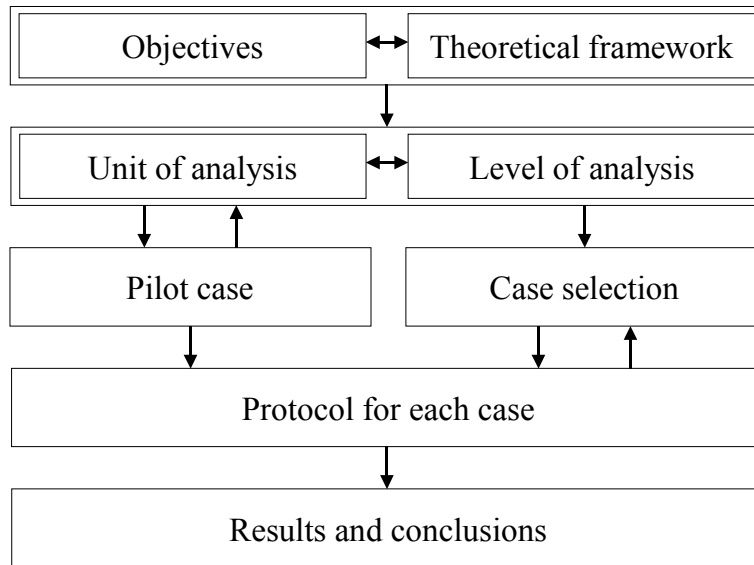 Objectives
Theoretical framework
Unit of analysis
Level of analysis
Pilot case
Case selection
Protocol for each case
Results and conclusions